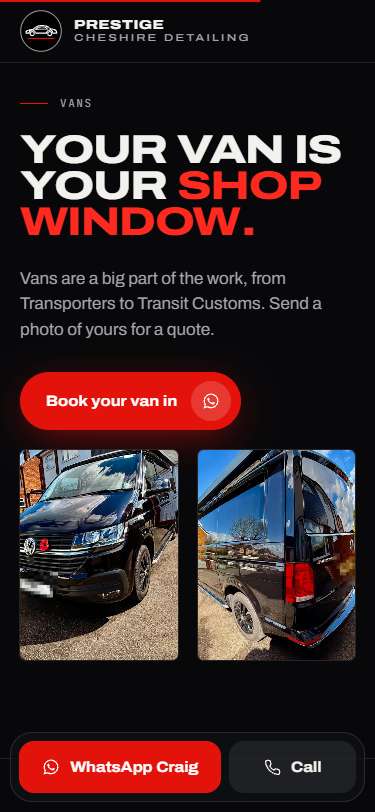 PRESTIGE
CHESHIRE DETAILING
VANS
YOUR VAN IS
YOUR SHOP
WINDOW.
Vans are a big part of the work, from
Transporters to Transit Customs. Send a
photo of yours for a quote.
Book your van in
WhatsApp Craig
Call